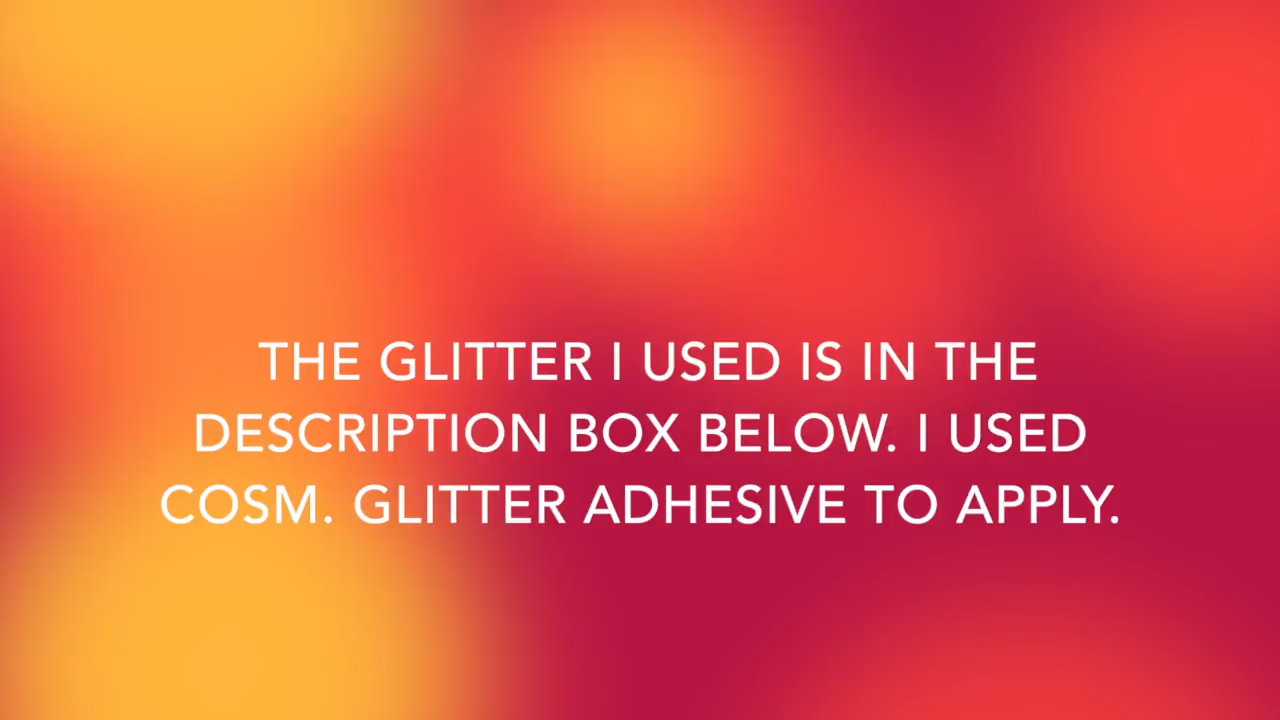 THE GLITTER I USED IS IN THE
DESCRIPTION BOX BELOW. I USED
COSM. GLITTER ADHESIVE TO APPLY.